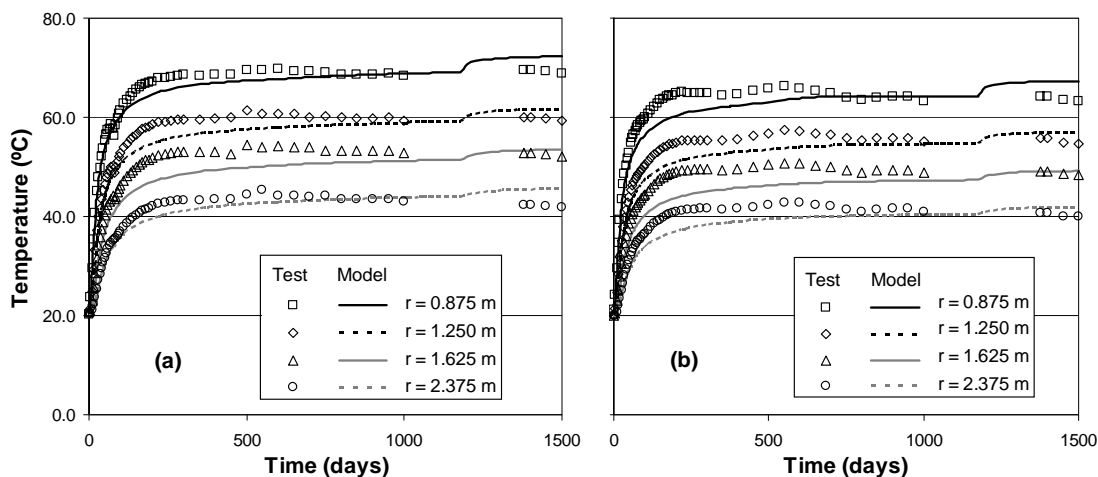 80.0
60.0
40.0
20.0
0.0
Temperature (ºC)
Test Model
r = 0.875 m
r = 1.250 m
r = 1.625 m
r = 2.375 m
(a)
0 500 1000 1500
Time (days)
Test Model
r = 0.875 m
r = 1.250 m
r = 1.625 m
r = 2.375 m
(b)
0 500 1000 1500
Time (days)